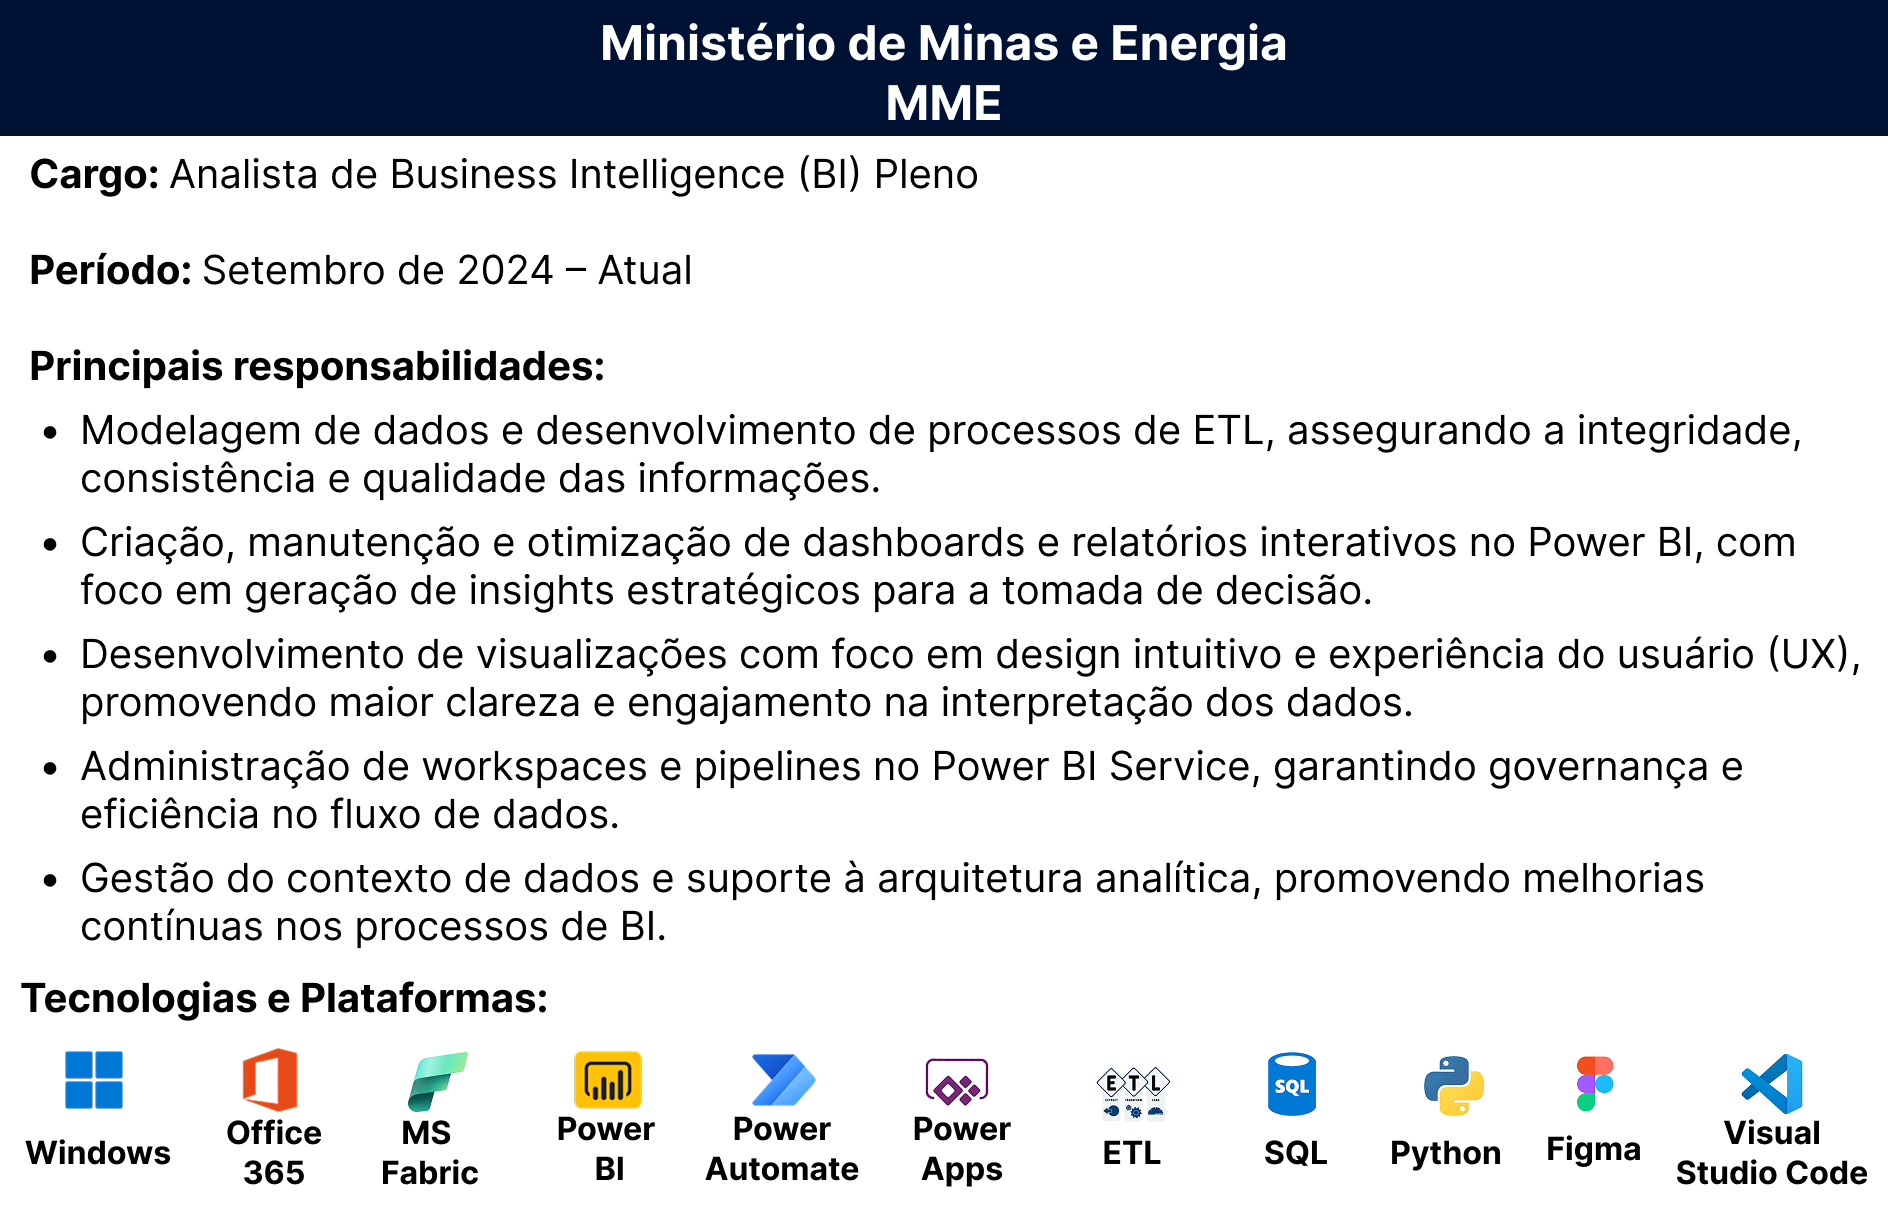 Ministério de Minas e Energia
MME
Cargo: Analista de Business Intelligence (BI) Pleno
Período: Setembro de 2024 – Atual
Principais responsabilidades:
• Modelagem de dados e desenvolvimento de processos de ETL, assegurando a integridade,
consistência e qualidade das informações.
• Criação, manutenção e otimização de dashboards e relatórios interativos no Power BI, com
foco em geração de insights estratégicos para a tomada de decisão.
• Desenvolvimento de visualizações com foco em design intuitivo e experiência do usuário (UX),
promovendo maior clareza e engajamento na interpretação dos dados.
• Administração de workspaces e pipelines no Power BI Service, garantindo governança e
eficiência no fluxo de dados.
• Gestão do contexto de dados e suporte à arquitetura analítica, promovendo melhorias
contínuas nos processos de BI.
Tecnologias e Plataformas:
Windows
Office
365
MS
Fabric
Power
BI
Power
Automate
Power
Apps
E T L
EXTRACT TRANSFORM LOAD
ETL
SQL
SQL
Python
Figma
Visual
Studio Code